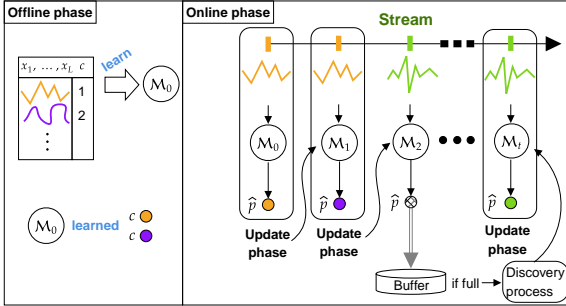 Offline phase
x1, ..., xL c
1
2
learn
M0
M0
learned
c
c
Online phase
Stream
M0
M1
M2
Mt
p̂
p̂
p̂
p̂
Update
phase
Update
phase
Update
phase
Buffer
if full
Discovery
process